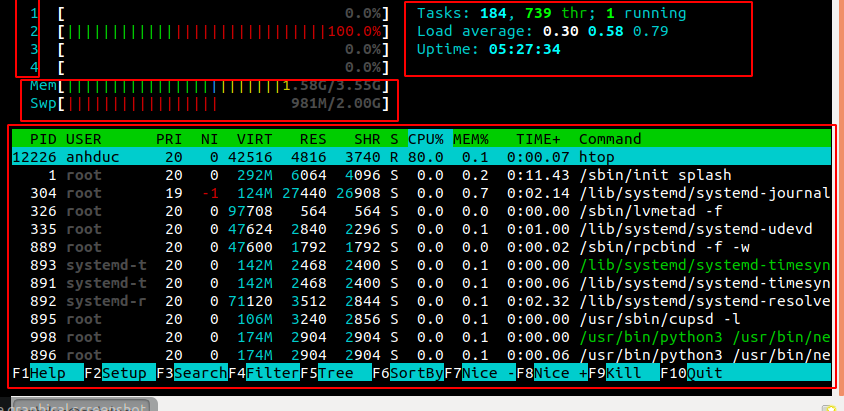 1 [ 0.0%] Tasks: 184, 739 thr; 1 running
2 [||||||||||||||||||||||||||||||100.0%] Load average: 0.30 0.58 0.79
3 [ 0.0%] Uptime: 05:27:34
4 [ 0.0%]
Mem[||||||||||||||||||||||||||1.58G/3.55G]
Swp[||||||||||||||||| 981M/2.00G]
PID USER PRI NI VIRT RES SHR S CPU% MEM% TIME+ Command
12226 anhduc 20 0 42516 4816 3740 R 80.0 0.1 0:00.07 htop
1 root 20 0 292M 6064 4096 S 0.0 0.2 0:11.43 /sbin/init splash
304 root 19 -1 124M 27440 26908 S 0.0 0.7 0:02.14 /lib/systemd/systemd-journal
326 root 20 0 97708 564 564 S 0.0 0.0 0:00.00 /sbin/lvmetad -f
335 root 20 0 47624 2840 2296 S 0.0 0.1 0:01.00 /lib/systemd/systemd-udevd
889 root 20 0 47600 1792 1792 S 0.0 0.0 0:00.02 /sbin/rpcbind -f -w
893 systemd-t 20 0 142M 2468 2400 S 0.0 0.1 0:00.00 /lib/systemd/systemd-timesyn
891 systemd-t 20 0 142M 2468 2400 S 0.0 0.1 0:00.06 /lib/systemd/systemd-timesyn
892 systemd-r 20 0 71120 3512 2844 S 0.0 0.1 0:02.32 /lib/systemd/systemd-resolve
895 root 20 0 106M 3240 2856 S 0.0 0.1 0:00.00 /usr/sbin/cupsd -l
998 root 20 0 174M 2904 2904 S 0.0 0.1 0:00.00 /usr/bin/python3 /usr/bin/ne
896 root 20 0 174M 2904 2904 S 0.0 0.1 0:00.06 /usr/bin/python3 /usr/bin/ne
F1Help F2Setup F3SearchF4FilterF5Tree F6SortByF7Nice -F8Nice +F9Kill F10Quit
graphical screenshot